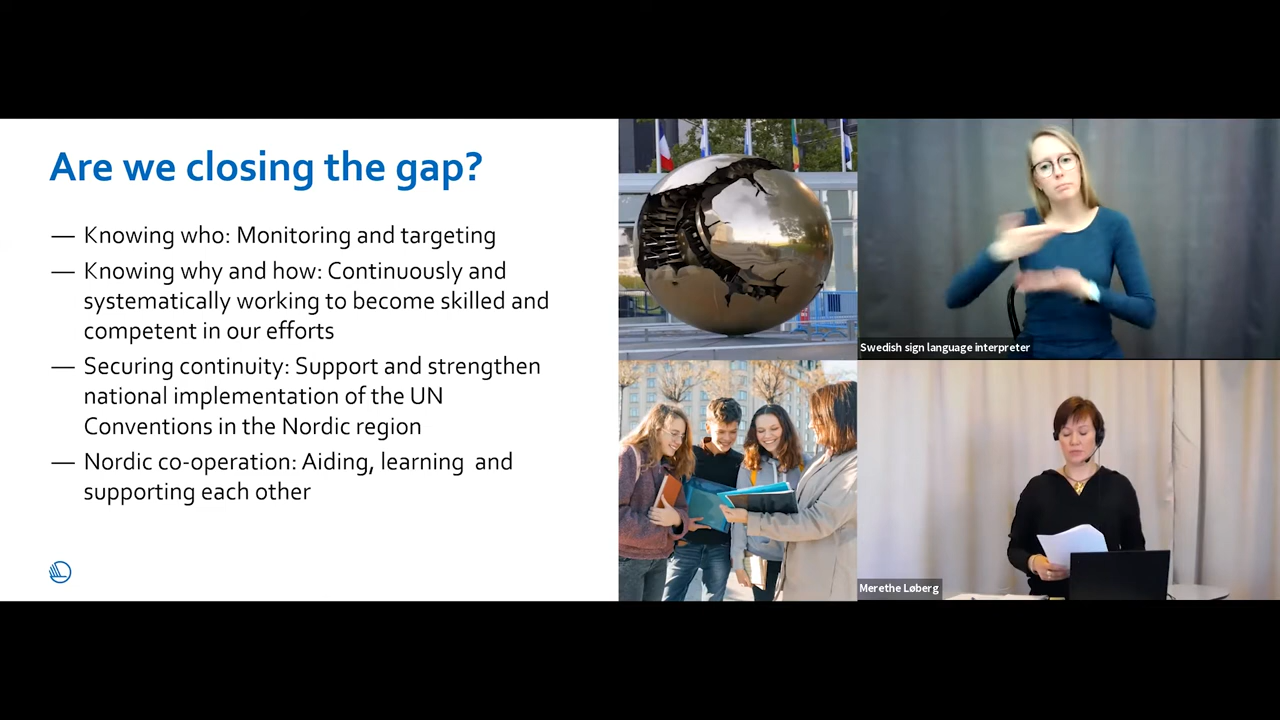 Are we closing the gap?
— Knowing who: Monitoring and targeting
— Knowing why and how: Continuously and
systematically working to become skilled and
competent in our efforts
— Securing continuity: Support and strengthen
national implementation of the UN
Conventions in the Nordic region
— Nordic co-operation: Aiding, learning  and
supporting each other
Swedish sign language interpreter
Merethe Løberg